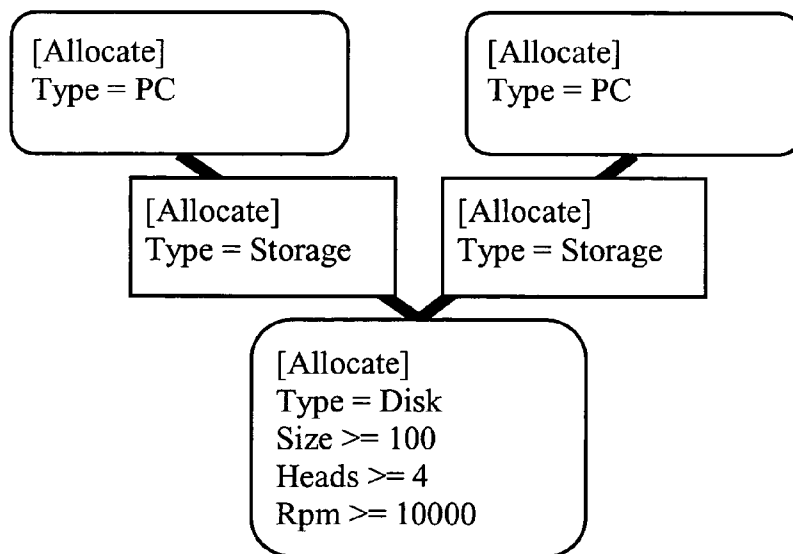 [Allocate]
Type = PC
[Allocate]
Type = PC
[Allocate]
Type = Storage
[Allocate]
Type = Storage
[Allocate]
Type = Disk
Size >= 100
Heads >= 4
Rpm >= 10000